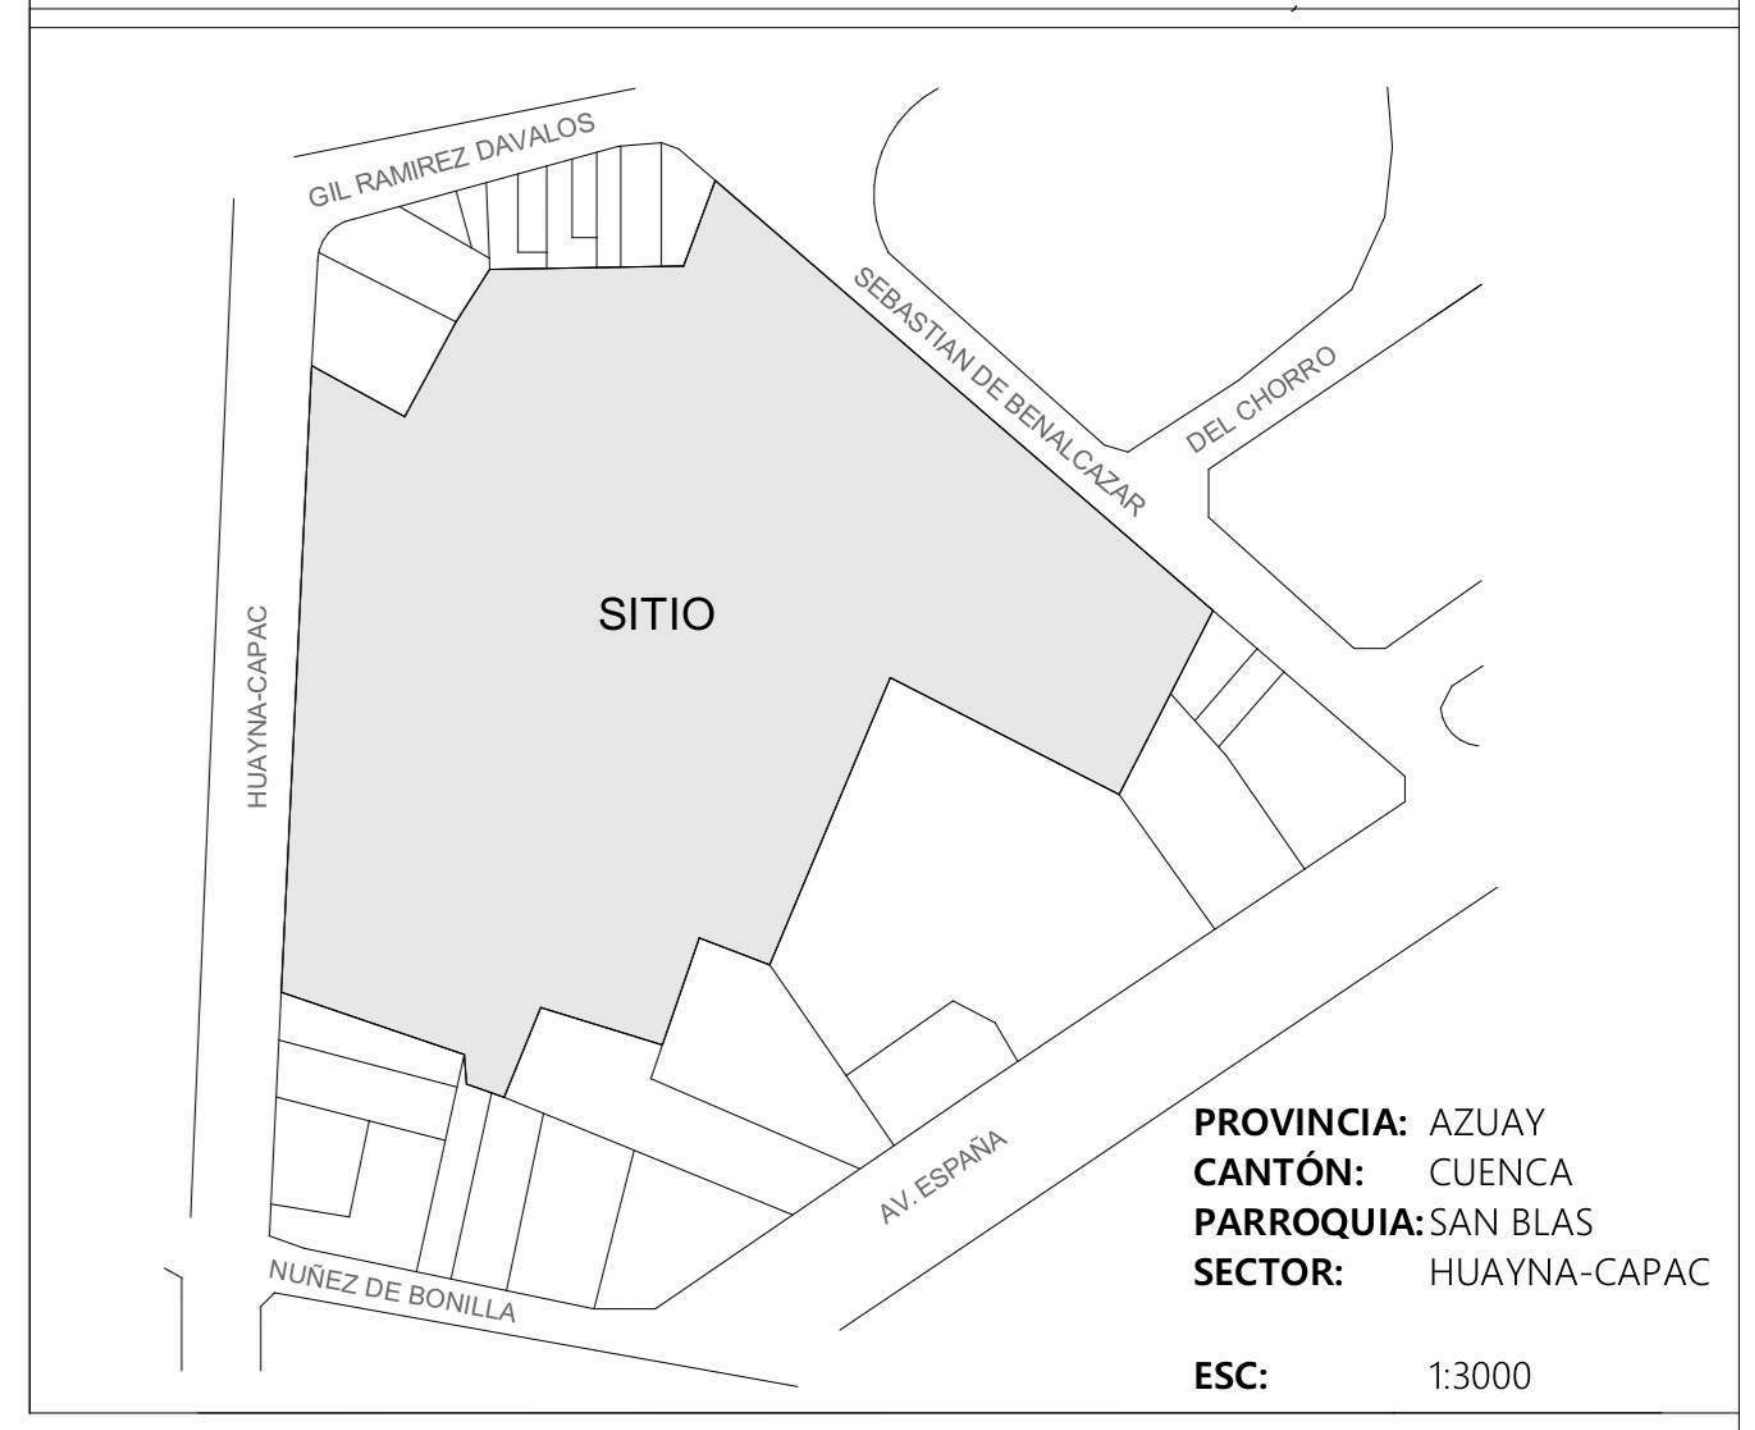 GIL RAMIREZ DAVALOS
SEBASTIAN DE BENALCAZAR
DEL CHORRO
SITIO
HUAYNA-CAPAC
AV. ESPAÑA
NUÑEZ DE BONILLA
PROVINCIA: AZUAY
CANTÓN: CUENCA
PARROQUIA: SAN BLAS
SECTOR: HUAYNA-CAPAC
ESC: 1:3000